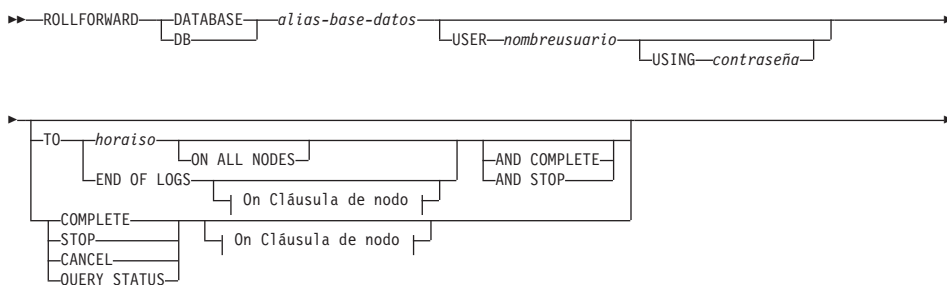 ROLLFORWARD DATABASE alias-base-datos
DB USER nombreusuario
USING contraseña
TO horaiso
ON ALL NODES AND COMPLETE
END OF LOGS AND STOP
On Cláusula de nodo
COMPLETE
STOP On Cláusula de nodo
CANCEL
QUERY STATUS